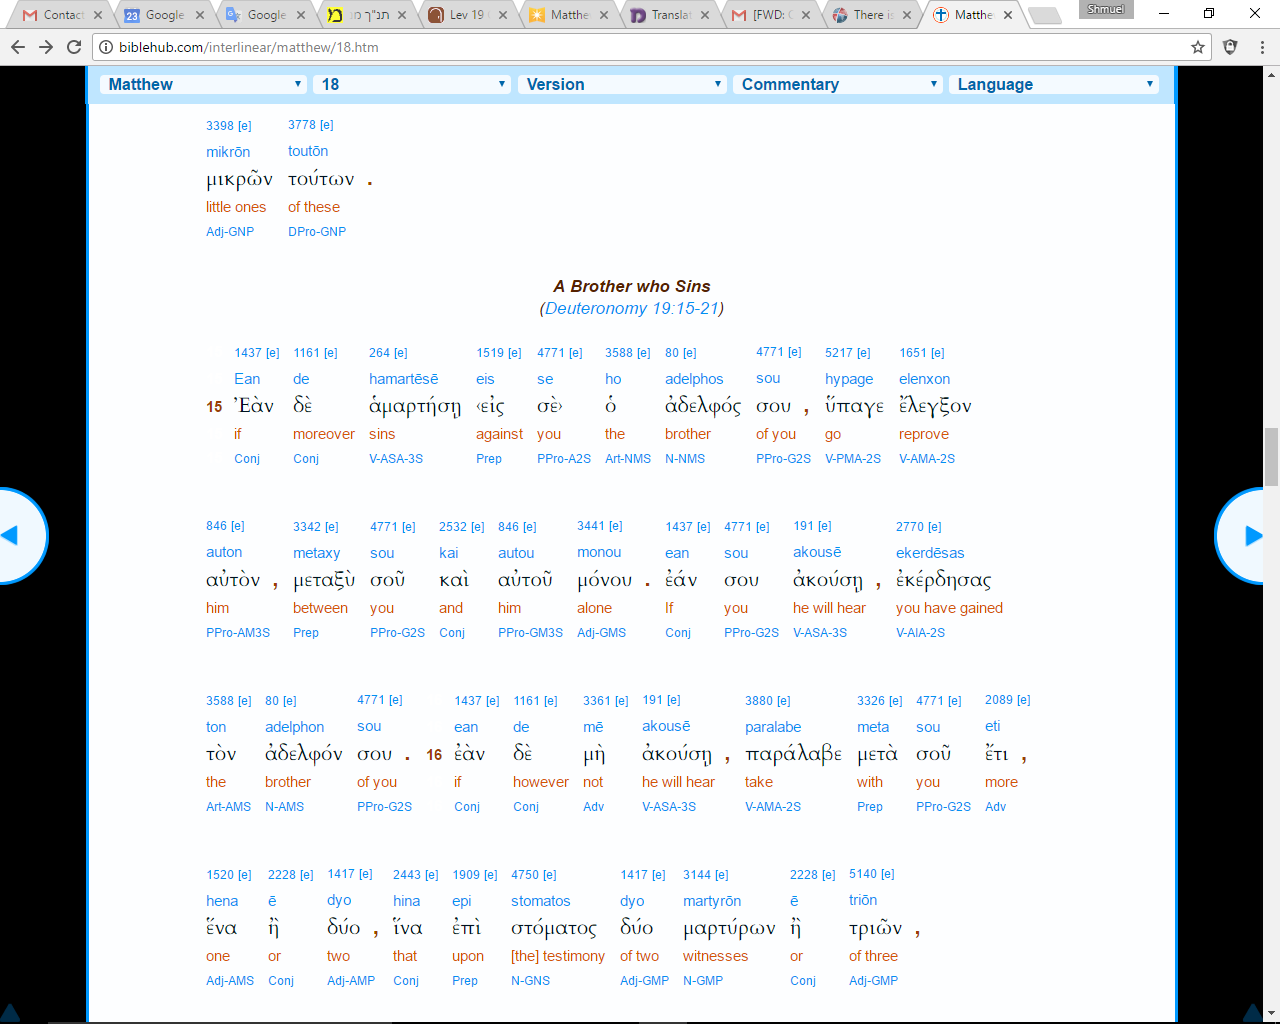 Contact Google Google תנ"ך מנ Lev 19 Matthe Translat [FWD: There is Matthe Shmuel
biblehub.com/interlinear/matthew/18.htm
Matthew 18 Version Commentary Language
3398 [e] 3778 [e]
mikrōn toutōn
μικρῶν τούτων .
little ones of these
Adj-GNP DPro-GNP
A Brother who Sins
(Deuteronomy 19:15-21)
1437 [e] 1161 [e] 264 [e] 1519 [e] 4771 [e] 3588 [e] 80 [e] 4771 [e] 5217 [e] 1651 [e]
Ean de hamartēsē eis se ho adelphos sou hypage elenxon
15 Ἐὰν δὲ ἁμαρτήσῃ ‹εἰς σὲ› ὁ ἀδελφός σου , ὕπαγε ἔλεγξον
if moreover sins against you the brother of you go reprove
Conj Conj V-ASA-3S Prep PPro-A2S Art-NMS N-NMS PPro-G2S V-PMA-2S V-AMA-2S
846 [e] 3342 [e] 4771 [e] 2532 [e] 846 [e] 3441 [e] 1437 [e] 4771 [e] 191 [e] 2770 [e]
auton metaxy sou kai autou monou ean sou akousē ekerdēsas
αὐτὸν , μεταξὺ σοῦ καὶ αὐτοῦ μόνου . ἐάν σου ἀκούσῃ , ἐκέρδησας
him between you and him alone If you he will hear you have gained
PPro-AM3S Prep PPro-G2S Conj PPro-GM3S Adj-GMS Conj PPro-G2S V-ASA-3S V-AIA-2S
3588 [e] 80 [e] 4771 [e] 1437 [e] 1161 [e] 3361 [e] 191 [e] 3880 [e] 3326 [e] 4771 [e] 2089 [e]
ton adelphon sou ean de mē akousē paralabe meta sou eti
τὸν ἀδελφόν σου . 16 ἐὰν δὲ μὴ ἀκούσῃ , παράλαβε μετὰ σοῦ ἔτι ,
the brother of you if however not he will hear take with you more
Art-AMS N-AMS PPro-G2S Conj Conj Adv V-ASA-3S V-AMA-2S Prep PPro-G2S Adv
1520 [e] 2228 [e] 1417 [e] 2443 [e] 1909 [e] 4750 [e] 1417 [e] 3144 [e] 2228 [e] 5140 [e]
hena ē dyo hina epi stomatos dyo martyrōn ē triōn
ἕνα ἢ δύο , ἵνα ἐπὶ στόματος δύο μαρτύρων ἢ τριῶν ,
one or two that upon [the] testimony of two witnesses or of three
Adj-AMS Conj Adj-AMP Conj Prep N-GNS Adj-GMP N-GMP Conj Adj-GMP